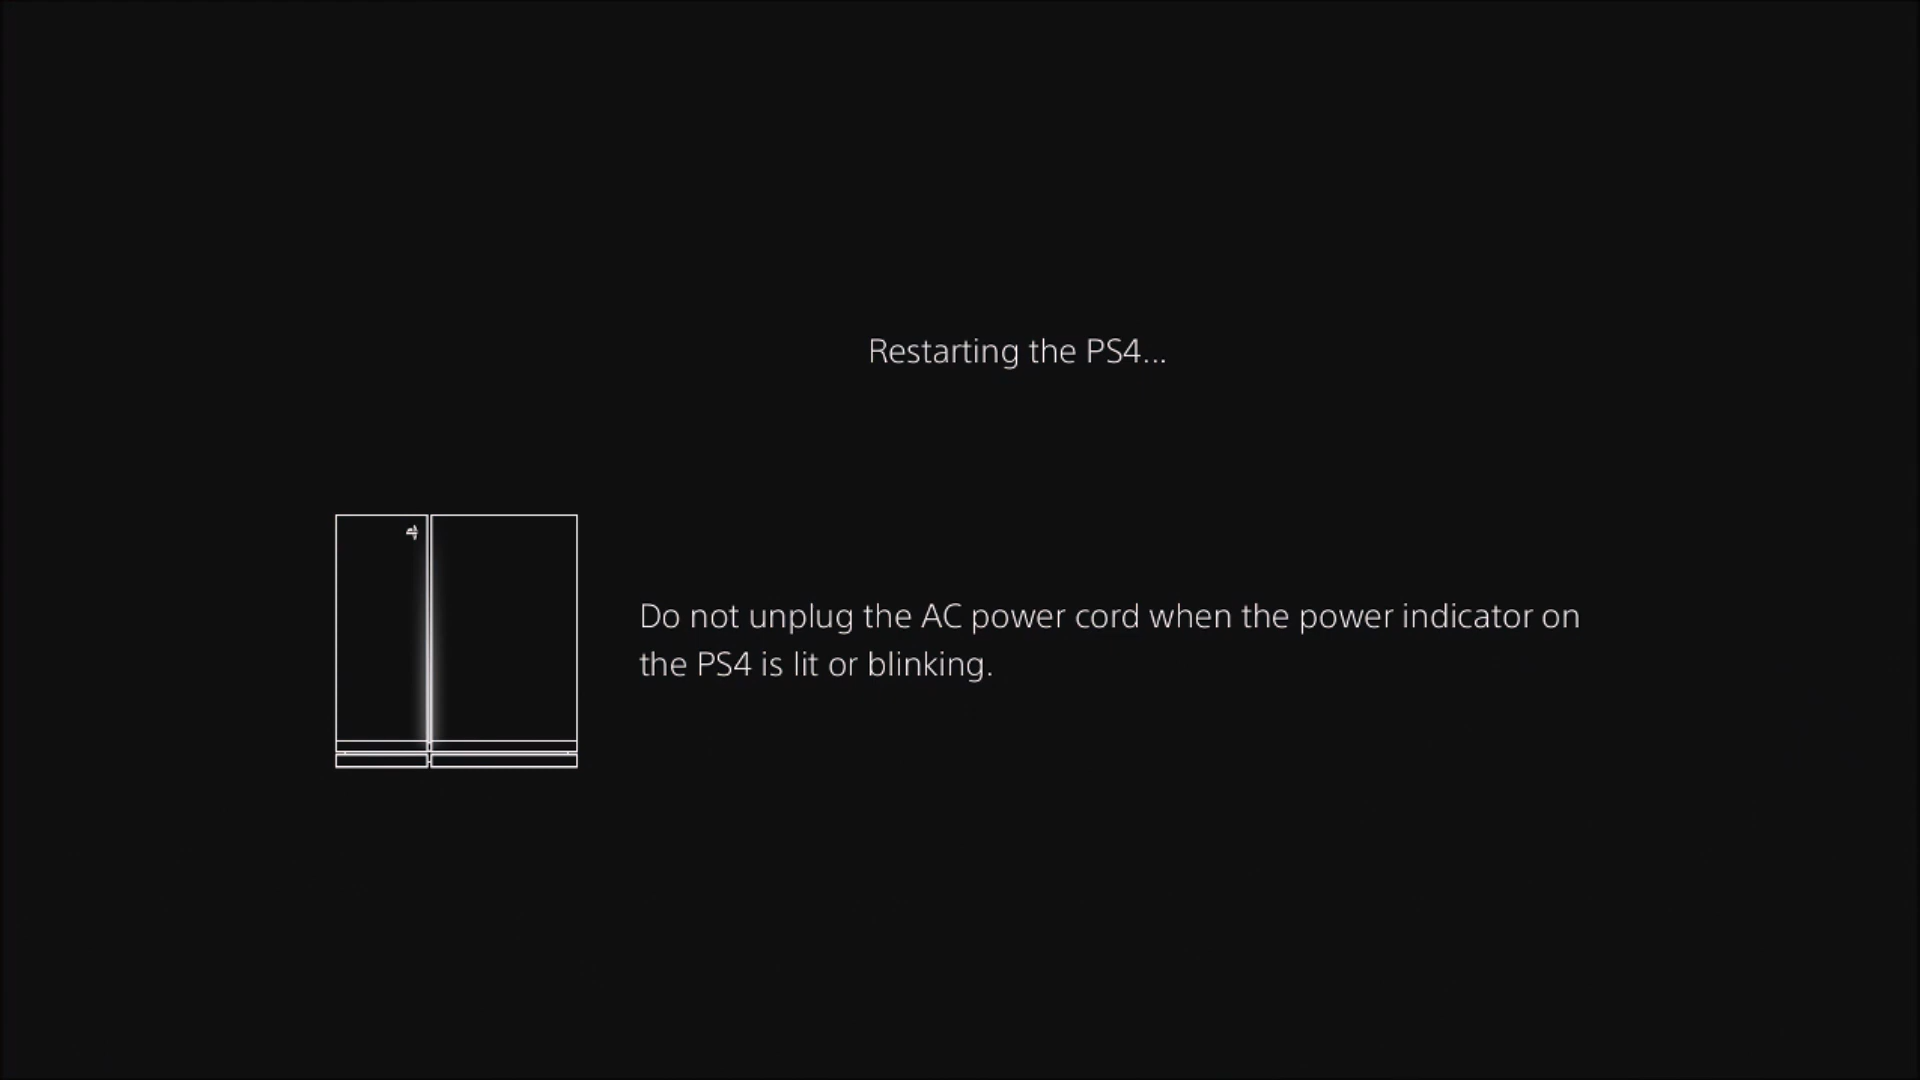 Restarting the PS4...
Do not unplug the AC power cord when the power indicator on
the PS4 is lit or blinking.